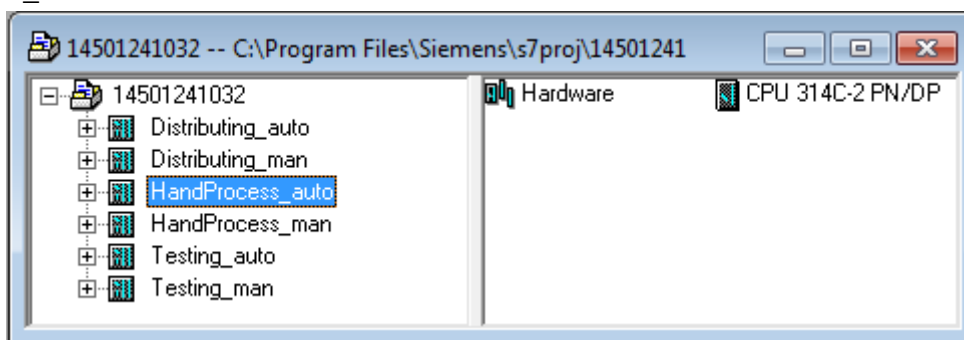 14501241032 -- C:\Program Files\Siemens\s7proj\14501241
14501241032
Hardware
CPU 314C-2 PN/DP
Distributing_auto
Distributing_man
HandProcess_auto
HandProcess_man
Testing_auto
Testing_man